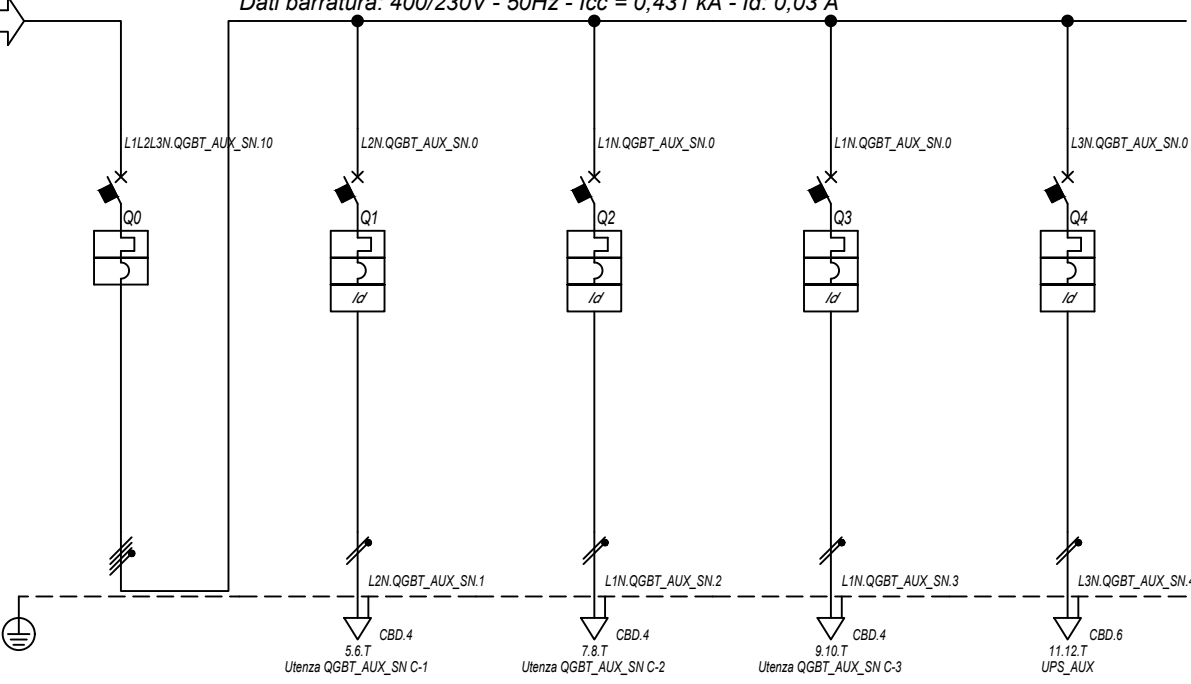 Dati barratura: 400/230V - 50Hz - Icc = 0,431 kA - Id: 0,03 A
L1L2L3N.QGBT_AUX_SN.10
L2N.QGBT_AUX_SN.0
L1N.QGBT_AUX_SN.0
L1N.QGBT_AUX_SN.0
L3N.QGBT_AUX_SN.0
Q0
Q1
Q2
Q3
Q4
Id
Id
Id
Id
L2N.QGBT_AUX_SN.1
L1N.QGBT_AUX_SN.2
L1N.QGBT_AUX_SN.3
L3N.QGBT_AUX_SN.4
CBD.4
CBD.4
CBD.4
CBD.6
5.6.T
Utenza QGBT_AUX_SN C-1
7.8.T
Utenza QGBT_AUX_SN C-2
9.10.T
Utenza QGBT_AUX_SN C-3
11.12.T
UPS_AUX